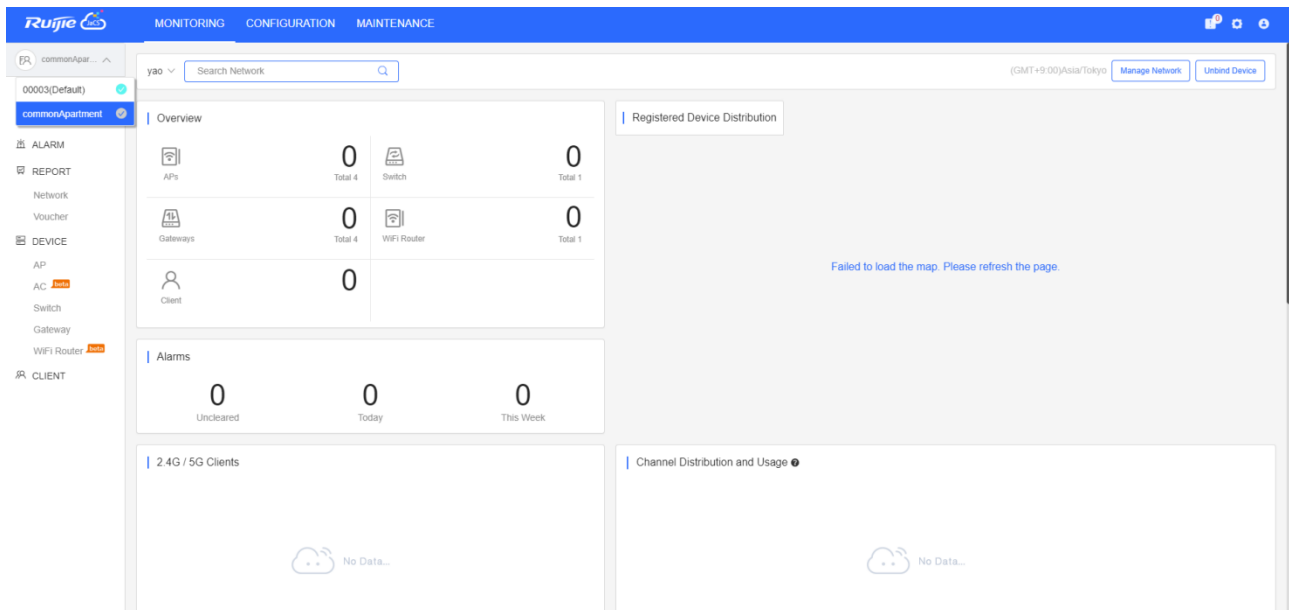 Ruijie MCS MONITORING CONFIGURATION MAINTENANCE 0
commonApar...
00003(Default)
commonApartment
ALARM
REPORT
Network
Voucher
DEVICE
AP
AC beta
Switch
Gateway
WiFi Router beta
CLIENT
yao Search Network (GMT+9:00)Asia/Tokyo Manage Network Unbind Device
Overview
0 0
APs Total 4 Switch Total 1
0 0
Gateways Total 4 WiFi Router Total 1
0
Client
Registered Device Distribution
Failed to load the map. Please refresh the page.
Alarms
0 0 0
Uncleared Today This Week
2.4G / 5G Clients
No Data...
Channel Distribution and Usage ?
No Data...